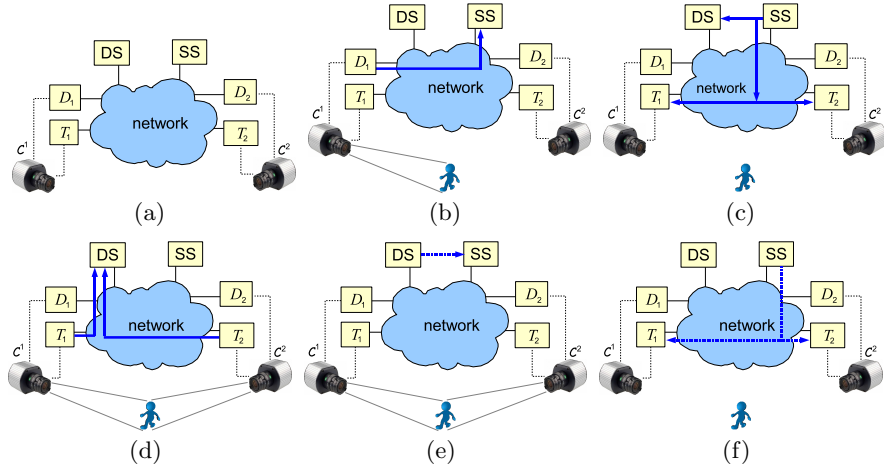 DS SS
D₁ D₂
T₁ T₂
network
C¹ C²
(a)
DS SS
D₁ D₂
T₁ T₂
network
C¹ C²
(b)
DS SS
D₁ D₂
T₁ T₂
network
C¹ C²
(c)
DS SS
D₁ D₂
T₁ T₂
network
C¹ C²
(d)
DS SS
D₁ D₂
T₁ T₂
network
C¹ C²
(e)
DS SS
D₁ D₂
T₁ T₂
network
C¹ C²
(f)